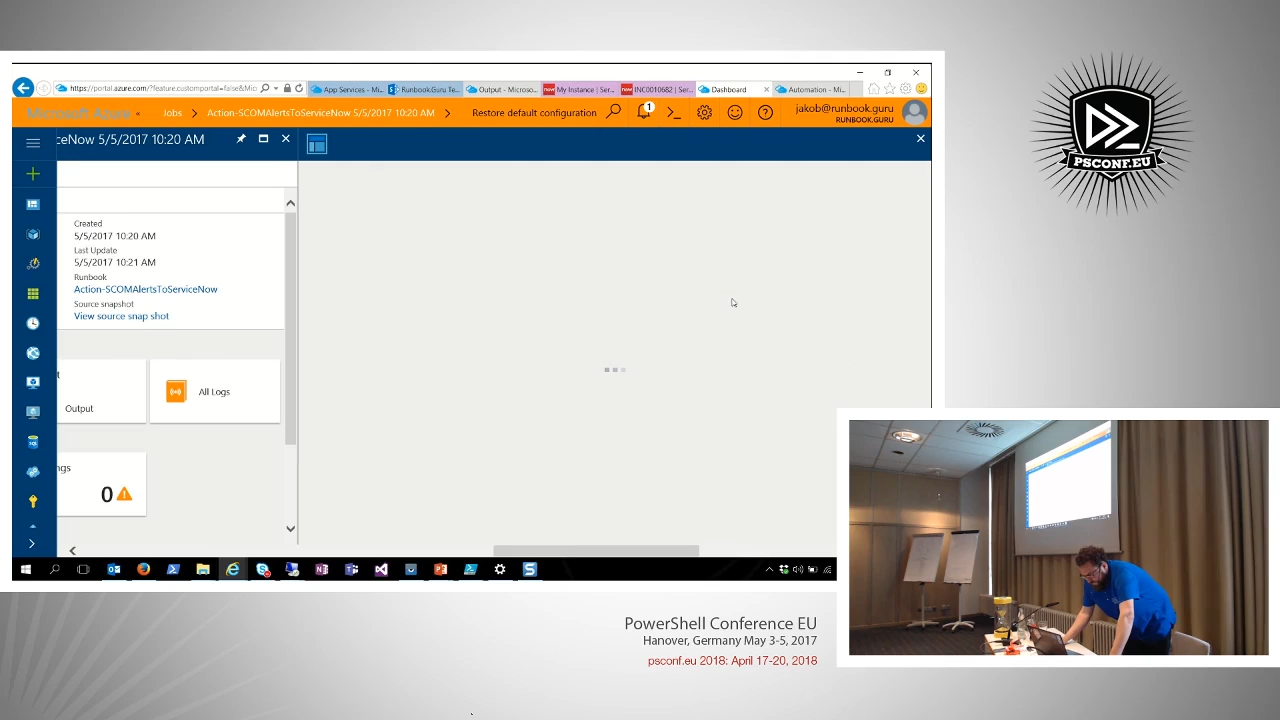 https://portal.azure.com/?feature.customportal=false&Mic
App Services - Mi...
Runbook.Guru Te...
Output - Microso...
My Instance | Ser...
INC0010682 | Ser...
Dashboard
Automation - Mi...
Microsoft Azure
Jobs
Action-SCOMAlertsToServiceNow 5/5/2017 10:20 AM
Restore default configuration
1
jakob@runbook.guru
RUNBOOK.GURU
ceNow 5/5/2017 10:20 AM
Created
5/5/2017 10:20 AM
Last Update
5/5/2017 10:21 AM
Runbook
Action-SCOMAlertsToServiceNow
Source snapshot
View source snap shot
t
Output
All Logs
ngs
0
PSCONF.EU
PowerShell Conference EU
Hanover, Germany May 3-5, 2017
psconf.eu 2018: April 17-20, 2018